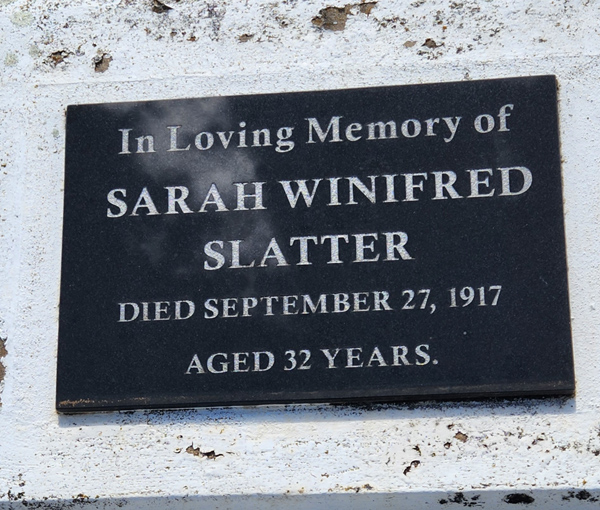 In Loving Memory of
SARAH WINIFRED
SLATTER
DIED SEPTEMBER 27, 1917
AGED 32 YEARS.